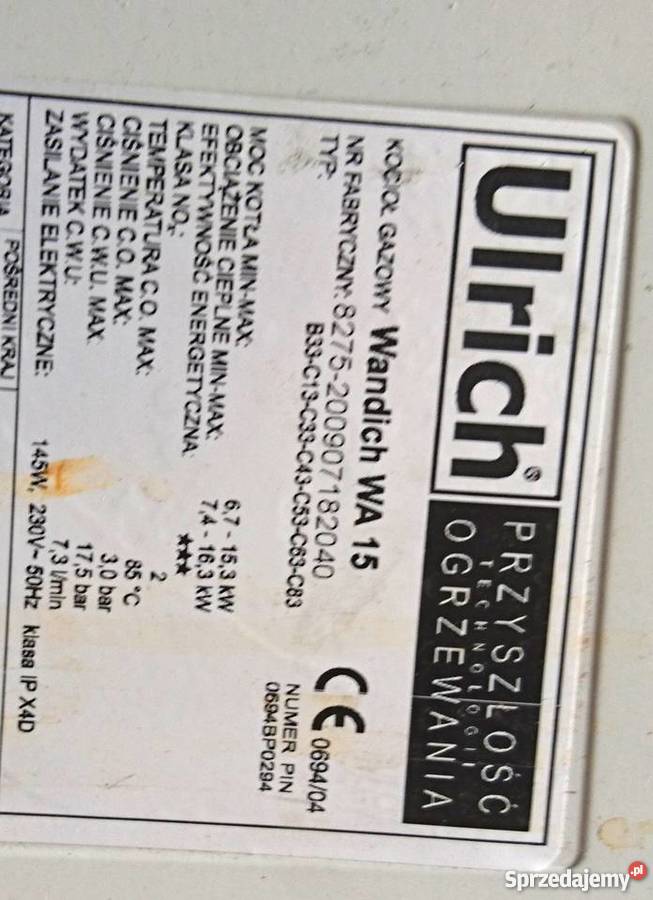 Ulrich®
PRZYSZŁOŚĆ
TECHNOLOGII
OGRZEWANIA
KOCIOŁ GAZOWY Wandich WA 15
NR FABRYCZNY: 8275-200907182040
TYP: B33-C13-C33-C43-C53-C63-C83
CE 0694/04
NUMER PIN
0694BP0294
MOC KOTŁA MIN-MAX: 6,7 - 15,3 kW
OBCIĄŻENIE CIEPLNE MIN-MAX: 7,4 - 16,3 kW
EFEKTYWNOŚĆ ENERGETYCZNA: ★★★
KLASA NOx: 2
TEMPERATURA C.O. MAX: 85 °C
CIŚNIENIE C.O. MAX: 3.0 bar
CIŚNIENIE C.W.U. MAX: 17,5 bar
WYDATEK C.W.U: 7,3 l/min
ZASILANIE ELEKTRYCZNE: 145W, 230V~ 50Hz klasa IP X4D
KATEGORIA POŚREDNI KRAJ
Sprzedajemy.pl